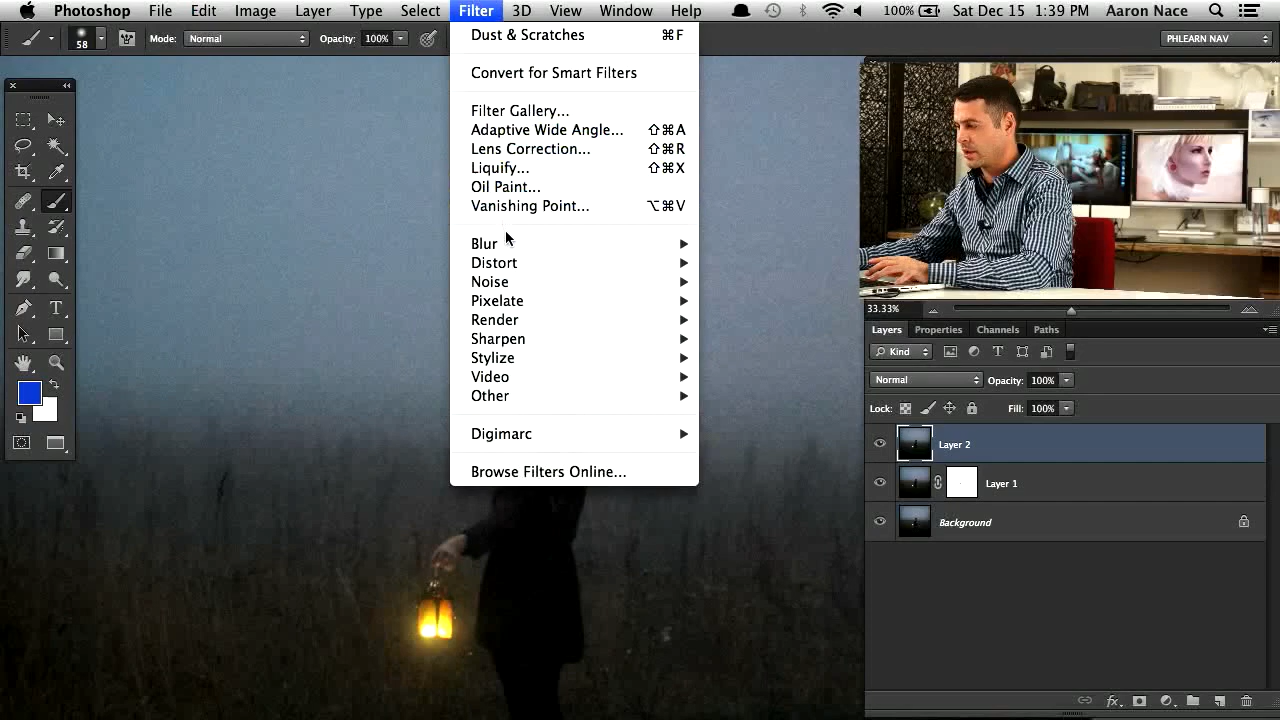 Photoshop File Edit Image Layer Type Select Filter 3D View Window Help 100% Sat Dec 15 1:39 PM Aaron Nace
58 Mode: Normal Opacity: 100% PHLEARN NAV
Dust & Scratches ⌘F
Convert for Smart Filters
Filter Gallery...
Adaptive Wide Angle... ⇧⌘A
Lens Correction... ⇧⌘R
Liquify... ⇧⌘X
Oil Paint...
Vanishing Point... ⌥⌘V
Blur
Distort
Noise
Pixelate
Render
Sharpen
Stylize
Video
Other
Digimarc
Browse Filters Online...
33.33%
Layers Properties Channels Paths
Kind
Normal Opacity: 100%
Lock: Fill: 100%
Layer 2
Layer 1
Background